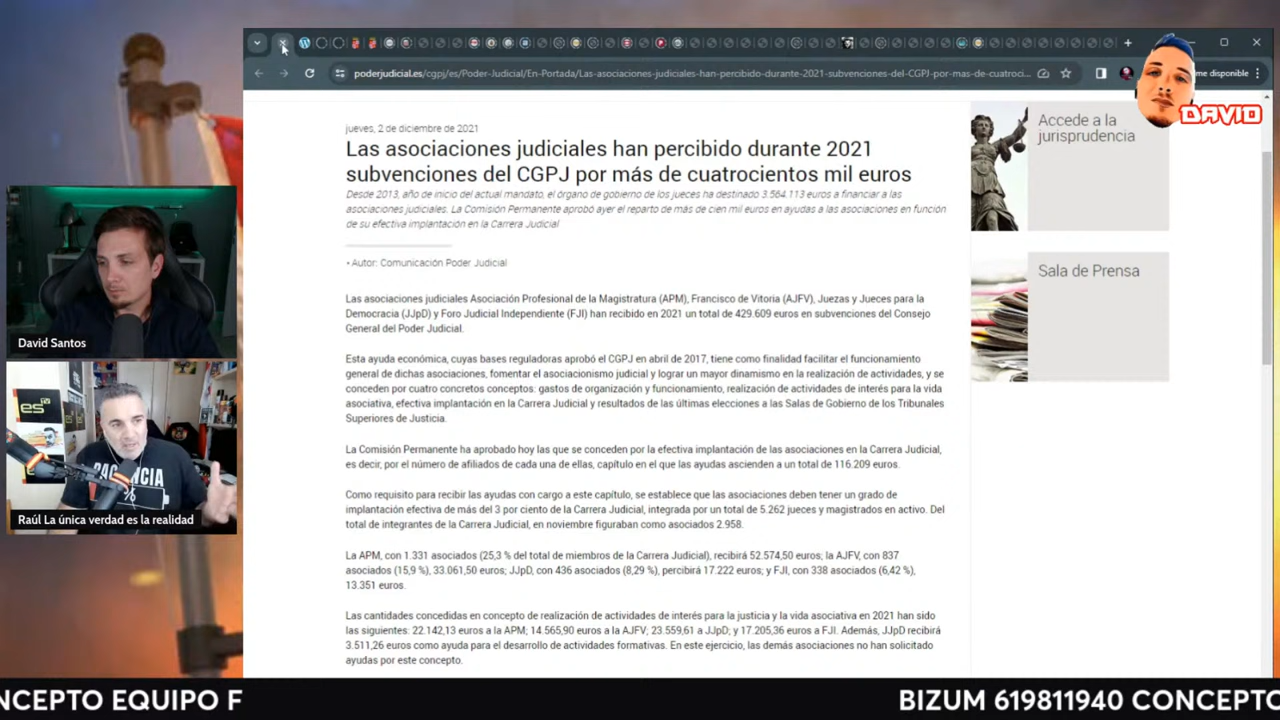 poderjudicial.es/cgpj/es/Poder-Judicial/En-Portada/Las-asociaciones-judiciales-han-percibido-durante-2021-subvenciones-del-CGPJ-por-mas-de-cuatroci...
me disponible
DAVID
jueves, 2 de diciembre de 2021
Las asociaciones judiciales han percibido durante 2021
subvenciones del CGPJ por más de cuatrocientos mil euros
Desde 2013, año de inicio del actual mandato, el órgano de gobierno de los jueces ha destinado 3.564.113 euros a financiar a las
asociaciones judiciales. La Comisión Permanente aprobó ayer el reparto de más de cien mil euros en ayudas a las asociaciones en función
de su efectiva implantación en la Carrera Judicial
• Autor: Comunicación Poder Judicial
Las asociaciones judiciales Asociación Profesional de la Magistratura (APM), Francisco de Vitoria (AJFV), Juezas y Jueces para la
Democracia (JJpD) y Foro Judicial Independiente (FJI) han recibido en 2021 un total de 429.609 euros en subvenciones del Consejo
General del Poder Judicial.
Esta ayuda económica, cuyas bases reguladoras aprobó el CGPJ en abril de 2017, tiene como finalidad facilitar el funcionamiento
general de dichas asociaciones, fomentar el asociacionismo judicial y lograr un mayor dinamismo en la realización de actividades, y se
conceden por cuatro concretos conceptos: gastos de organización y funcionamiento, realización de actividades de interés para la vida
asociativa, efectiva implantación en la Carrera Judicial y resultados de las últimas elecciones a las Salas de Gobierno de los Tribunales
Superiores de Justicia.
La Comisión Permanente ha aprobado hoy las que se conceden por la efectiva implantación de las asociaciones en la Carrera Judicial,
es decir, por el número de afiliados de cada una de ellas, capítulo en el que las ayudas ascienden a un total de 116.209 euros.
Como requisito para recibir las ayudas con cargo a este capítulo, se establece que las asociaciones deben tener un grado de
implantación efectiva de más del 3 por ciento de la Carrera Judicial, integrada por un total de 5.262 jueces y magistrados en activo. Del
total de integrantes de la Carrera Judicial, en noviembre figuraban como asociados 2.958.
La APM, con 1.331 asociados (25,3 % del total de miembros de la Carrera Judicial), recibirá 52.574,50 euros; la AJFV, con 837
asociados (15,9 %), 33.061,50 euros; JJpD, con 436 asociados (8,29 %), percibirá 17.222 euros; y FJI, con 338 asociados (6,42 %),
13.351 euros.
Las cantidades concedidas en concepto de realización de actividades de interés para la justicia y la vida asociativa en 2021 han sido
las siguientes: 22.142,13 euros a la APM; 14.565,90 euros a la AJFV; 23.559,61 a JJpD; y 17.205,36 euros a FJI. Además, JJpD recibirá
3.511,26 euros como ayuda para el desarrollo de actividades formativas. En este ejercicio, las demás asociaciones no han solicitado
ayudas por este concepto.
Accede a la
jurisprudencia
Sala de Prensa
David Santos
es
PACIENCIA
%
Raúl La única verdad es la realidad
NCEPTO EQUIPO F
BIZUM 619811940 CONCEPTO